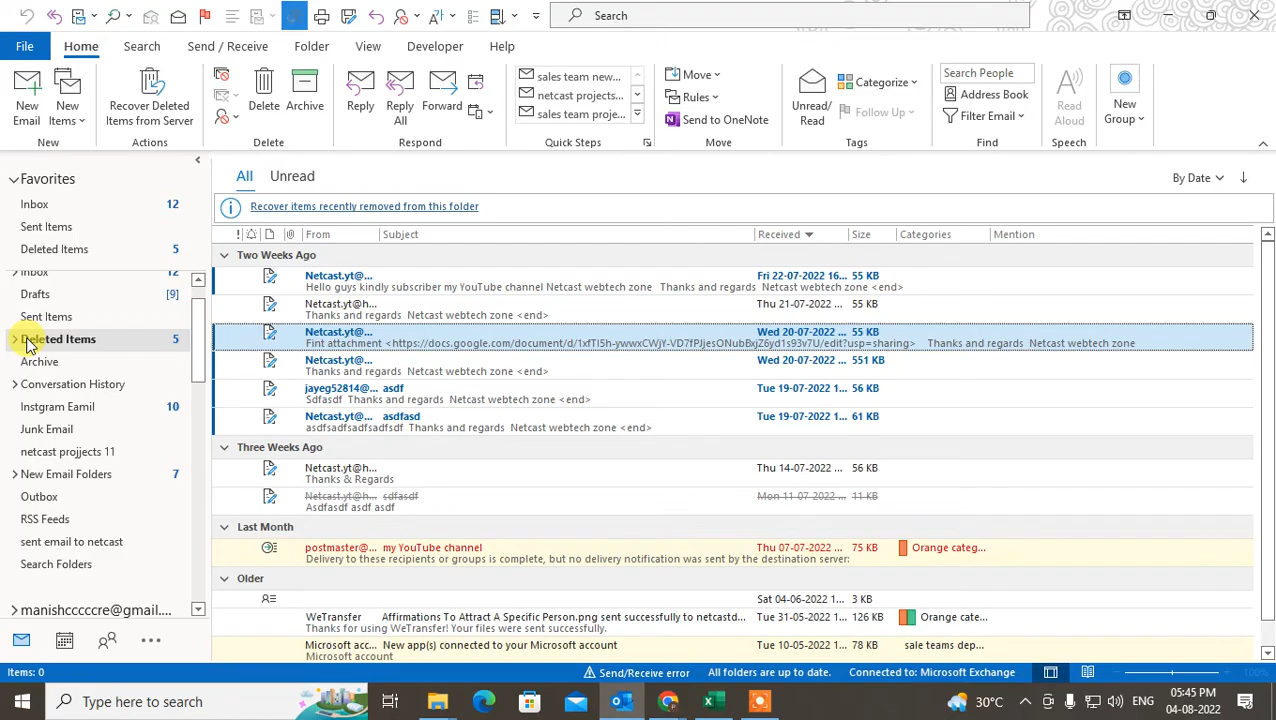 Search
File Home Search Send / Receive Folder View Developer Help
New Email
New Items
Recover Deleted Items from Server
Delete Archive
Reply Reply All Forward
sales team new...
netcast projects...
sales team proje...
Move
Rules
Send to OneNote
Unread/ Read
Categorize
Follow Up
Search People
Address Book
Filter Email
Read Aloud
New Group
New Actions Delete Respond Quick Steps Move Tags Find Speech
Favorites
Inbox 12
Sent Items
Deleted Items 5
Inbox 12
Drafts [9]
Sent Items
Deleted Items 5
Archive
Conversation History
Instgram Eamil 10
Junk Email
netcast projjects 11
New Email Folders 7
Outbox
RSS Feeds
sent email to netcast
Search Folders
manishcccccre@gmail....
All Unread By Date
Recover items recently removed from this folder
! From Subject Received Size Categories Mention
Two Weeks Ago
Netcast.yt@... Fri 22-07-2022 16... 55 KB
Hello guys kindly subscriber my YouTube channel Netcast webtech zone Thanks and regards Netcast webtech zone <end>
Netcast.yt@h... Thu 21-07-2022 ... 55 KB
Thanks and regards Netcast webtech zone <end>
Netcast.yt@... Wed 20-07-2022 ... 55 KB
Thanks and regards Netcast webtech zone
Netcast.yt@... Wed 20-07-2022 ... 551 KB
Thanks and regards Netcast webtech zone <end>
jayeg52814@... asdf Tue 19-07-2022 1... 56 KB
Sdfasdf Thanks and regards Netcast webtech zone <end>
Netcast.yt@... asdfasd Tue 19-07-2022 1... 61 KB
asdfsadfsadfsadfsdf Thanks and regards Netcast webtech zone <end>
Three Weeks Ago
Netcast.yt@h... Thu 14-07-2022 ... 56 KB
Thanks & Regards
Netcast.yt@h... sdfasdf Mon 11-07-2022 ... 11 KB
Asdfasdf asdf asdf
Last Month
postmaster@... my YouTube channel Thu 07-07-2022 ... 75 KB Orange categ...
Delivery to these recipients or groups is complete, but no delivery notification was sent by the destination server:
Older
Sat 04-06-2022 ... 3 KB
WeTransfer Affirmations To Attract A Specific Person.png sent successfully to netcastd... Tue 31-05-2022 ... 126 KB Orange cate...
Thanks for using WeTransfer! Your files were sent successfully.
Microsoft acc... New app(s) connected to your Microsoft account Tue 10-05-2022 ... 78 KB sale teams dep...
Microsoft account
Items: 0 Send/Receive error All folders are up to date. Connected to: Microsoft Exchange 100%
Type here to search 30°C ENG 05:45 PM
04-08-2022